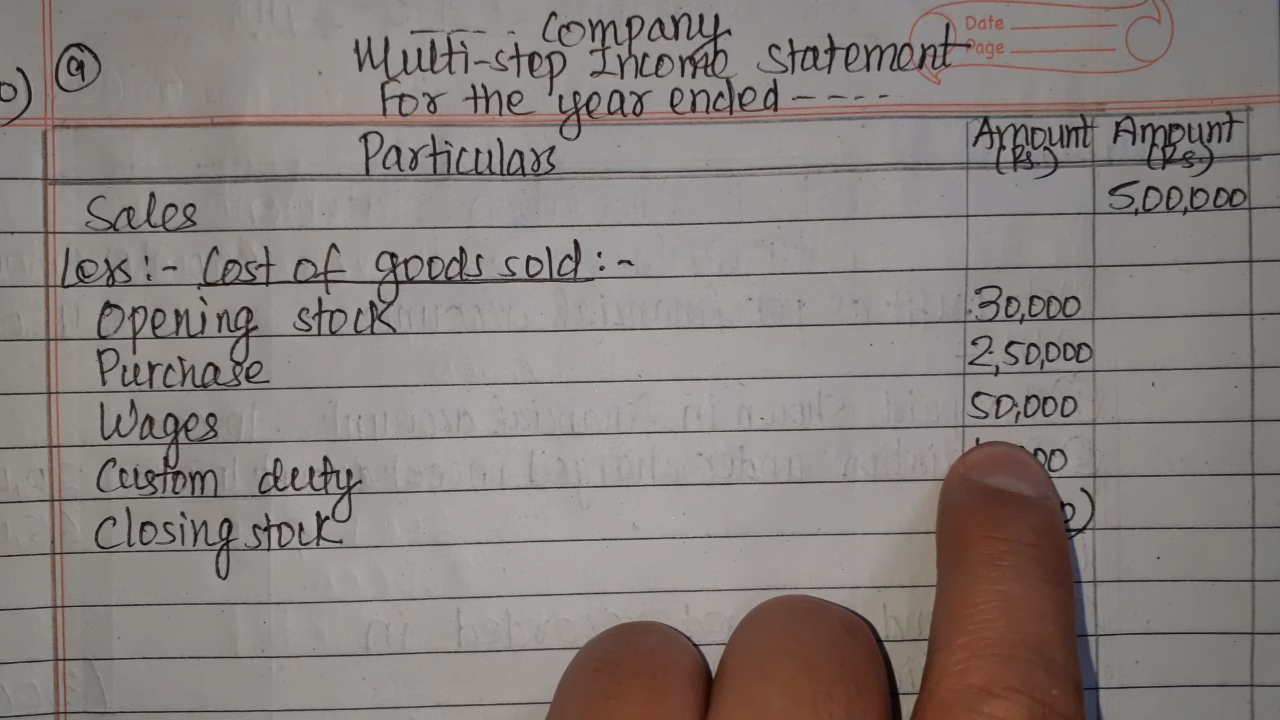 ----- Company
Date
Page
b) (a) Multi-step Income Statement
For the year ended ----
Particulars Amount (Rs) Amount (Rs)
Sales 5,00,000
Less:- Cost of goods sold:-
Opening stock 30,000
Purchase 2,50,000
Wages 50,000
Custom duty
Closing stock